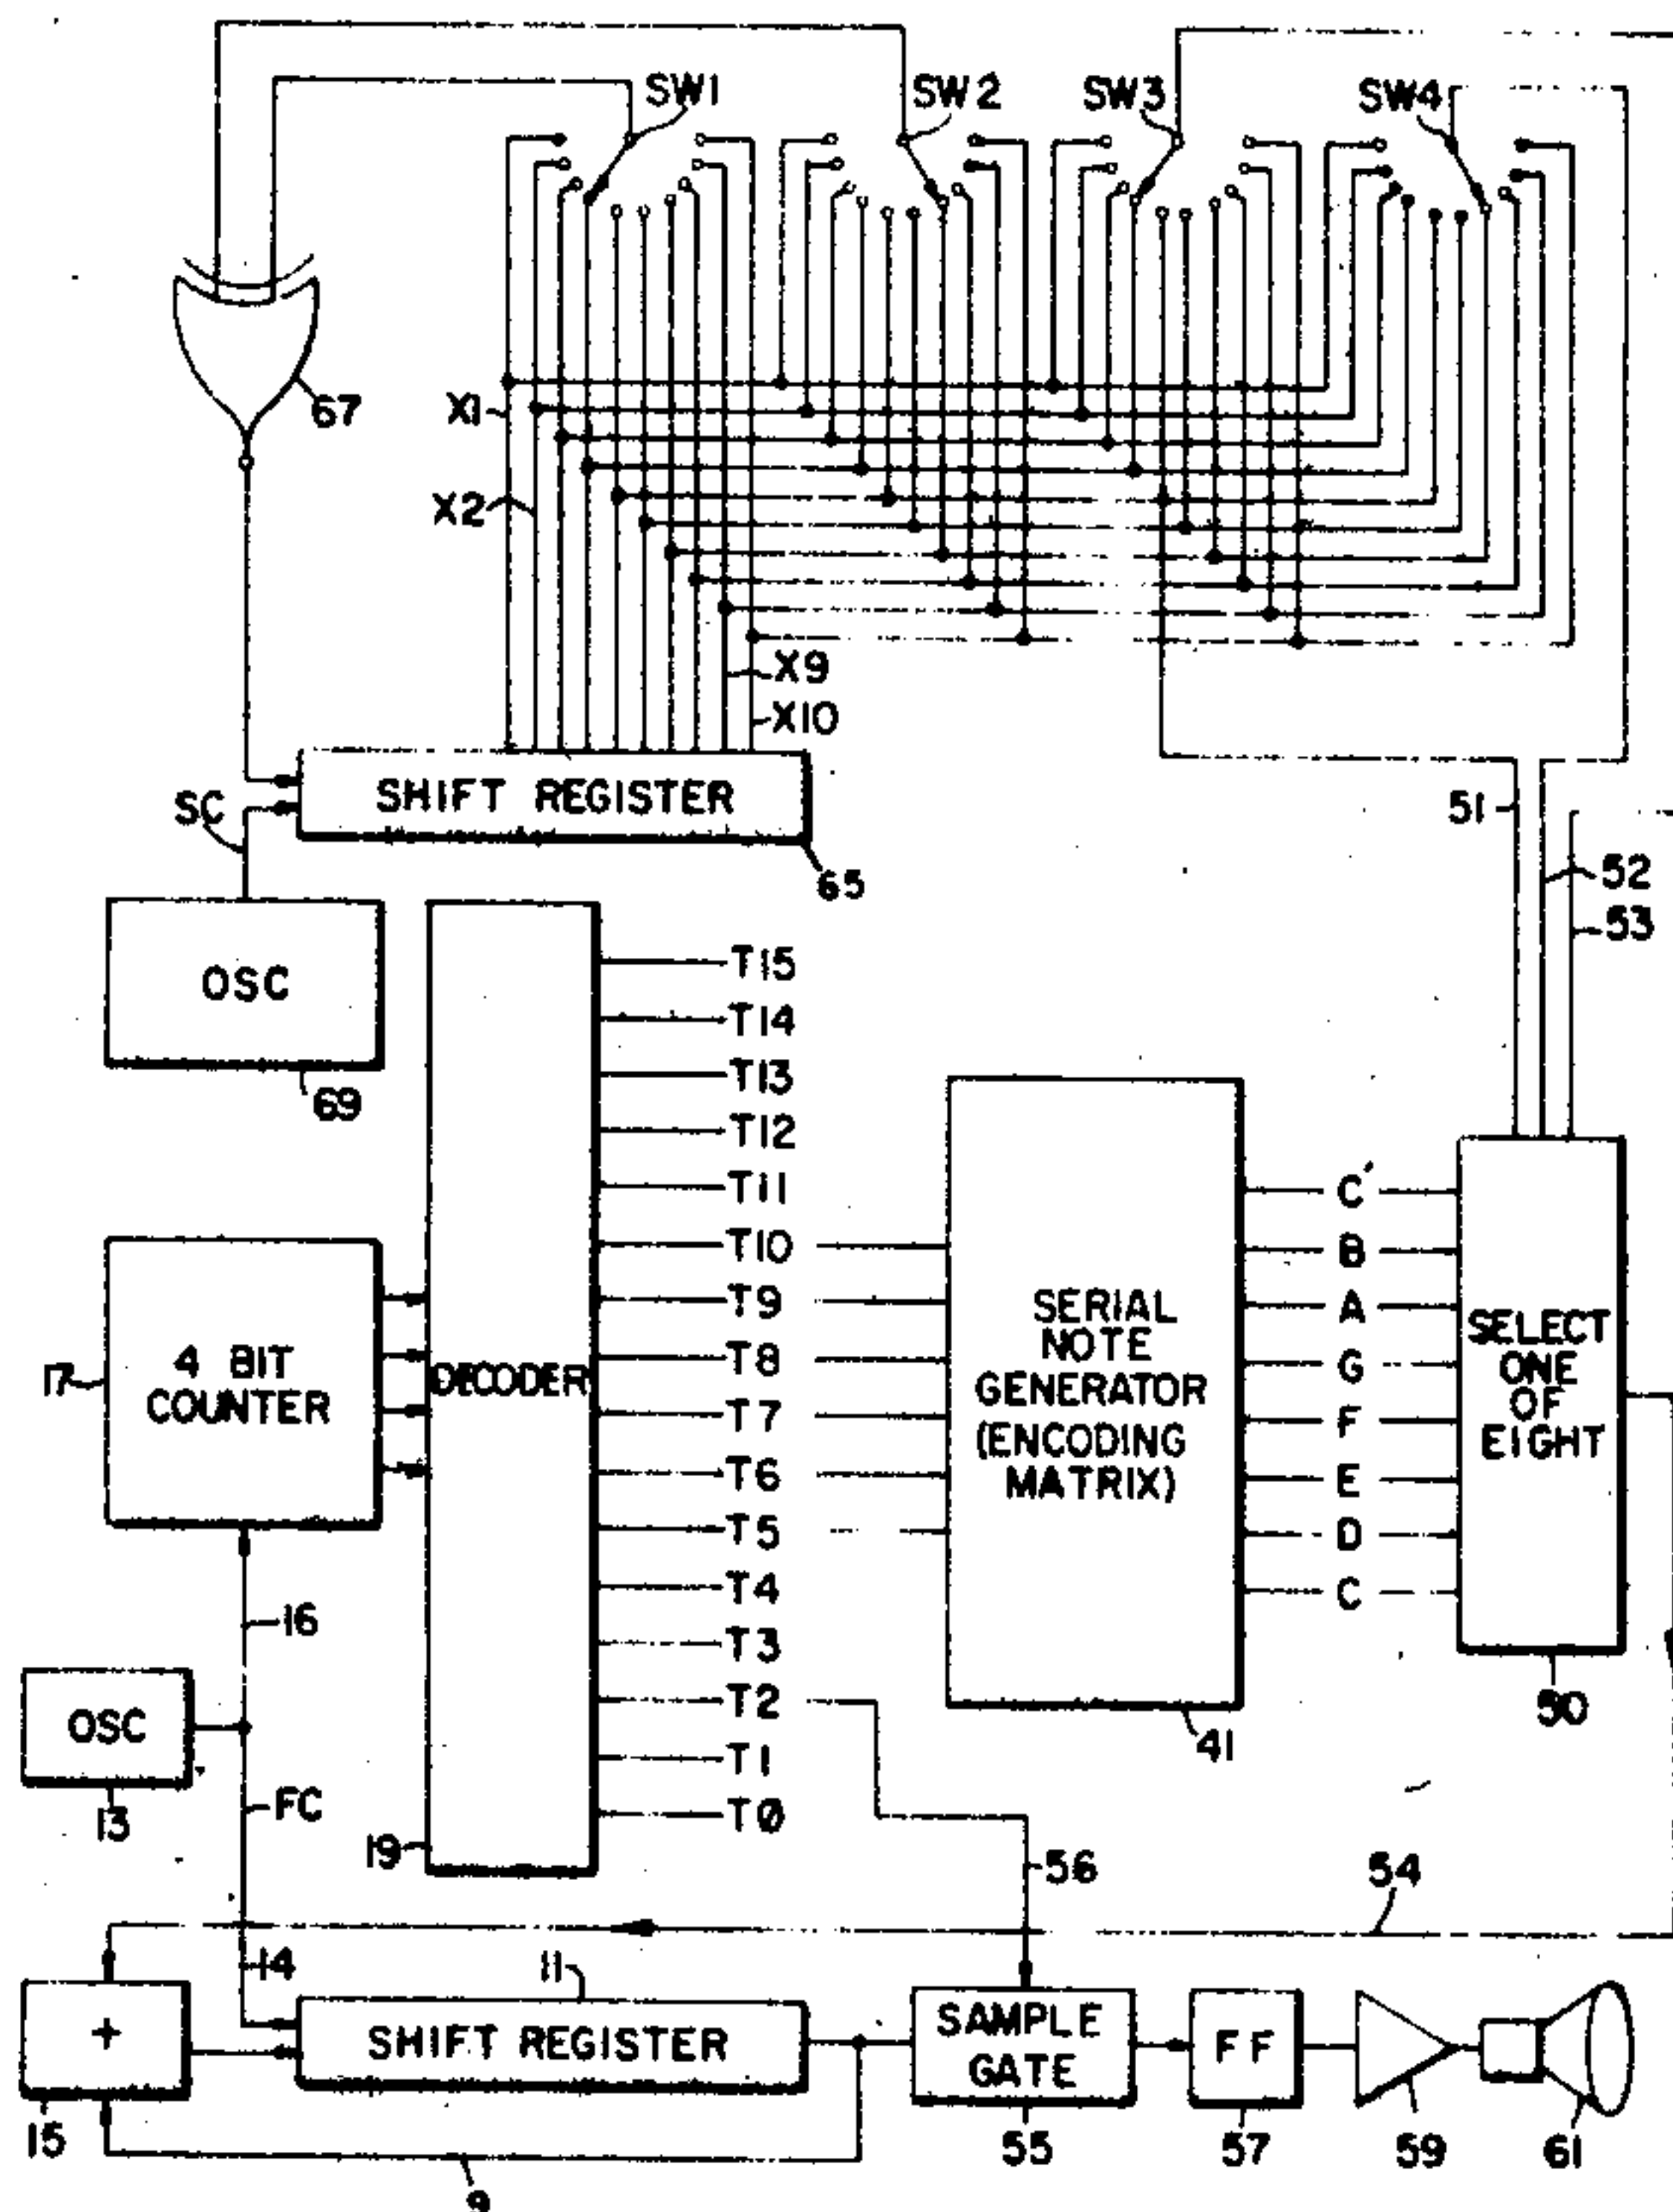 SW1
SW2
SW3
SW4
67
X1
X2
X9
X10
SHIFT REGISTER
SC
65
51
52
53
OSC
69
DECODER
T15
T14
T13
T12
T11
T10
T9
T8
T7
T6
T5
T4
T3
T2
T1
TØ
4 BIT
COUNTER
17
SERIAL
NOTE
GENERATOR
(ENCODING
MATRIX)
41
C'
B
A
G
F
E
D
C
SELECT
ONE
OF
EIGHT
50
16
OSC
13
FC
19
56
54
14
11
+
15
SHIFT REGISTER
SAMPLE
GATE
55
FF
57
59
61
9